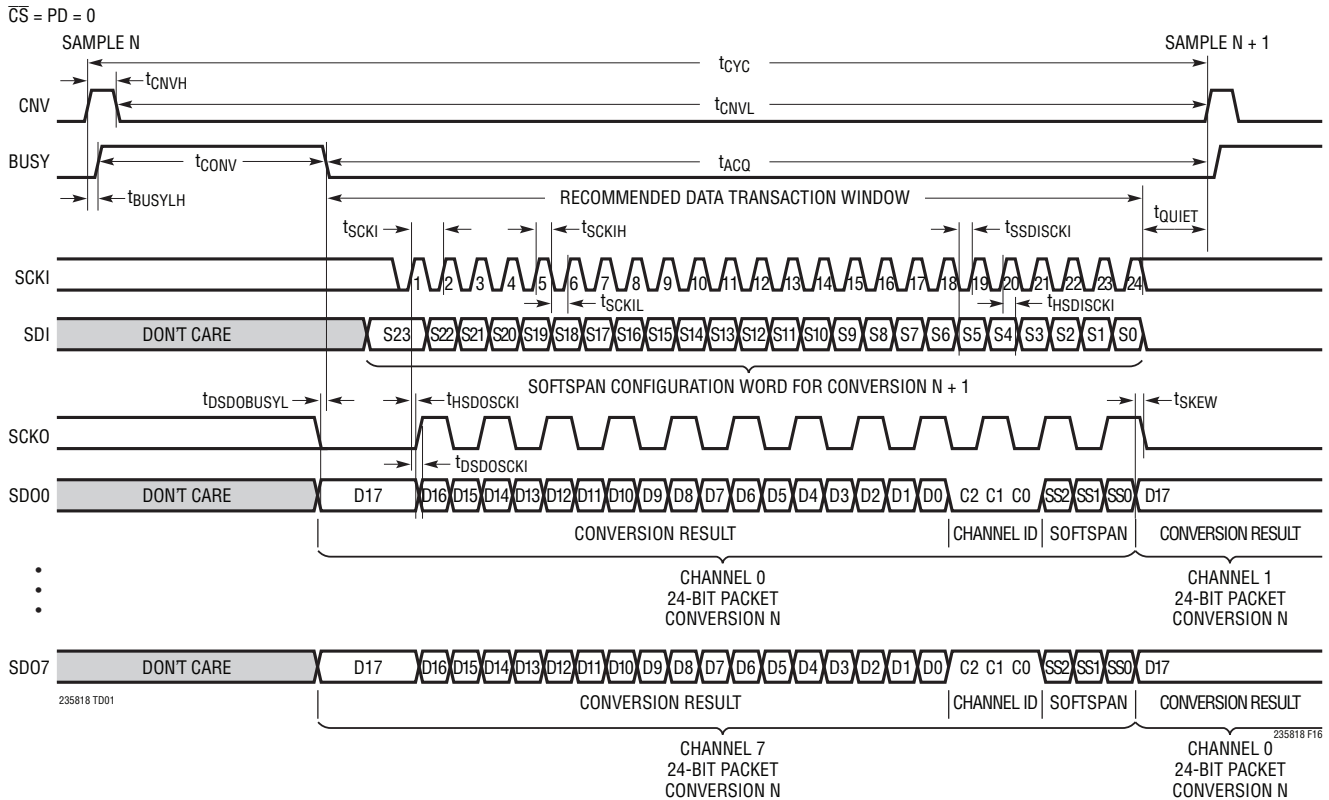 CS = PD = 0
SAMPLE N
SAMPLE N + 1
tCYC
tCNVH
CNV
tCNVL
BUSY
tCONV
tACQ
tBUSYLH
RECOMMENDED DATA TRANSACTION WINDOW
tQUIET
tSCKI
tSCKIH
tSSDISCKI
SCKI
1 2 3 4 5 6 7 8 9 10 11 12 13 14 15 16 17 18 19 20 21 22 23 24
tSCKIL
tHSDISCKI
SDI
DON'T CARE
S23 S22 S21 S20 S19 S18 S17 S16 S15 S14 S13 S12 S11 S10 S9 S8 S7 S6 S5 S4 S3 S2 S1 S0
SOFTSPAN CONFIGURATION WORD FOR CONVERSION N + 1
tDSDOBUSYL
tHSDOSCKI
tSKEW
SCKO
tDSDOSCKI
SDO0
DON'T CARE
D17 D16 D15 D14 D13 D12 D11 D10 D9 D8 D7 D6 D5 D4 D3 D2 D1 D0 C2 C1 C0 SS2 SS1 SS0 D17
CONVERSION RESULT
CHANNEL ID
SOFTSPAN
CONVERSION RESULT
CHANNEL 0
24-BIT PACKET
CONVERSION N
CHANNEL 1
24-BIT PACKET
CONVERSION N
SDO7
DON'T CARE
D17 D16 D15 D14 D13 D12 D11 D10 D9 D8 D7 D6 D5 D4 D3 D2 D1 D0 C2 C1 C0 SS2 SS1 SS0 D17
235818 TD01
CONVERSION RESULT
CHANNEL ID
SOFTSPAN
CONVERSION RESULT
235818 F16
CHANNEL 7
24-BIT PACKET
CONVERSION N
CHANNEL 0
24-BIT PACKET
CONVERSION N